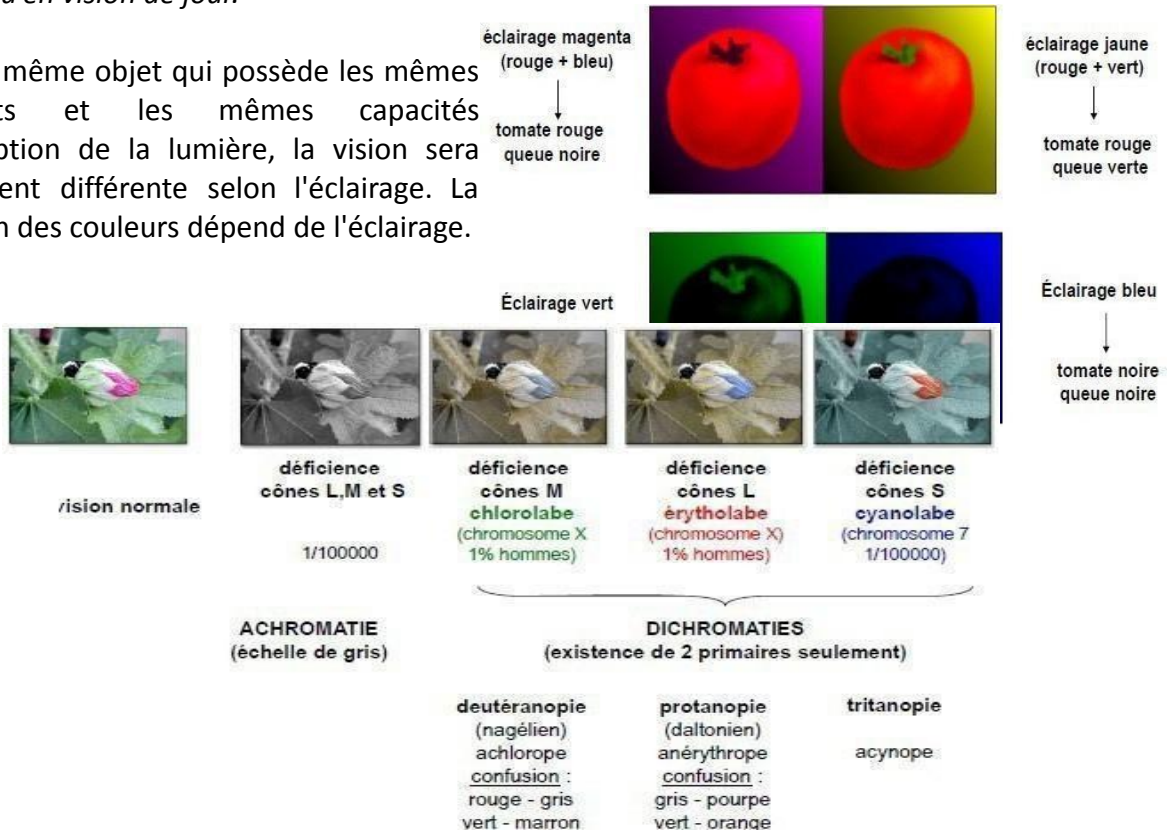 en vision de jour.
même objet qui possède les mêmes
et les mêmes capacités
de la lumière, la vision sera
différente selon l'éclairage. La
des couleurs dépend de l'éclairage.
éclairage magenta
(rouge + bleu)
tomate rouge
queue noire
éclairage jaune
(rouge + vert)
tomate rouge
queue verte
Éclairage vert
Éclairage bleu
tomate noire
queue noire
vision normale
déficience
cônes L,M et S
1/100000
déficience
cônes M
chlorolabe
(chromosome X
1% hommes)
déficience
cônes L
érytholabe
(chromosome X)
1% hommes)
déficience
cônes S
cyanolabe
(chromosome 7
1/100000)
ACHROMATIE
(échelle de gris)
DICHROMATIES
(existence de 2 primaires seulement)
deutéranopie
(nagélien)
achlorope
confusion :
rouge - gris
vert - marron
protanopie
(daltonien)
anérythrope
confusion :
gris - pourpe
vert - orange
tritanopie
acynope